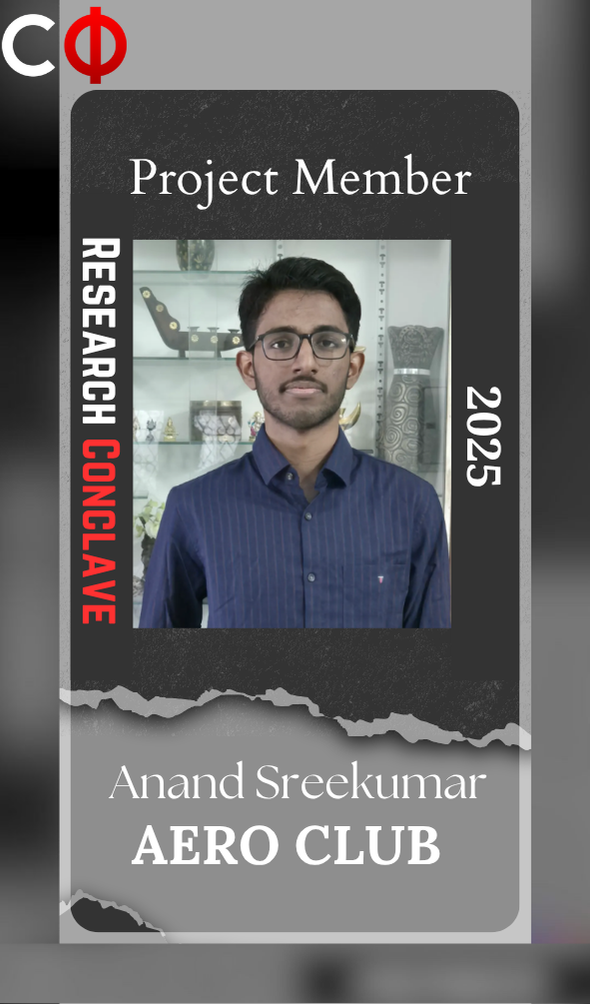 CΦ
Project Member
RESEARCH CONCLAVE
2025
Anand Sreekumar
AERO CLUB